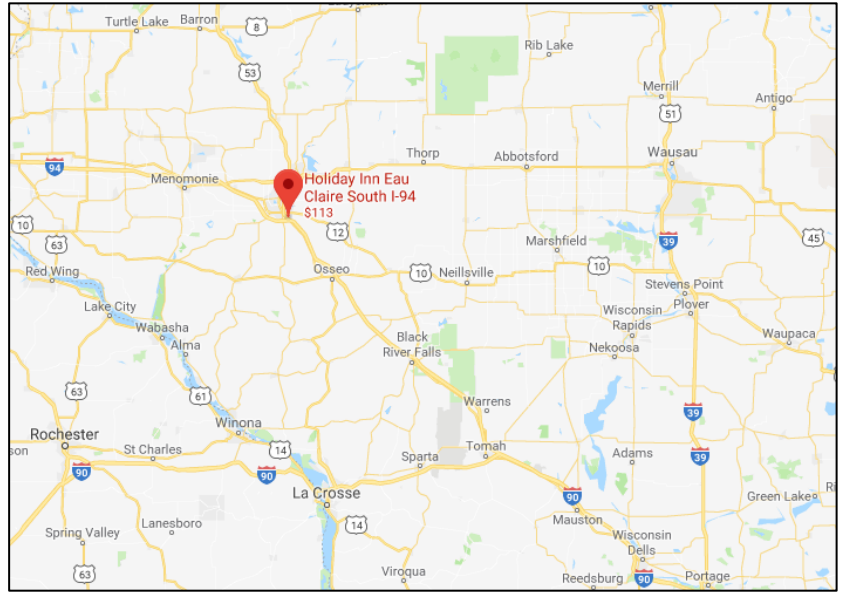 Turtle Lake
Barron
8
Rib Lake
53
Merrill
Antigo
51
Thorp
Abbotsford
Wausau
94
Menomonie
Holiday Inn Eau
Claire South I-94
$113
10
63
12
Marshfield
39
45
Red Wing
Osseo
10
Neillsville
10
Stevens Point
Plover
Lake City
Wisconsin
Rapids
Wabasha
Alma
Black
River Falls
Nekoosa
Waupaca
63
61
Warrens
39
Winona
Rochester
son
St Charles
14
90
90
Sparta
Tomah
Adams
39
La Crosse
90
Green Lake
Ri
Spring Valley
Lanesboro
14
Mauston
Wisconsin
Dells
63
Viroqua
Reedsburg
90
Portage